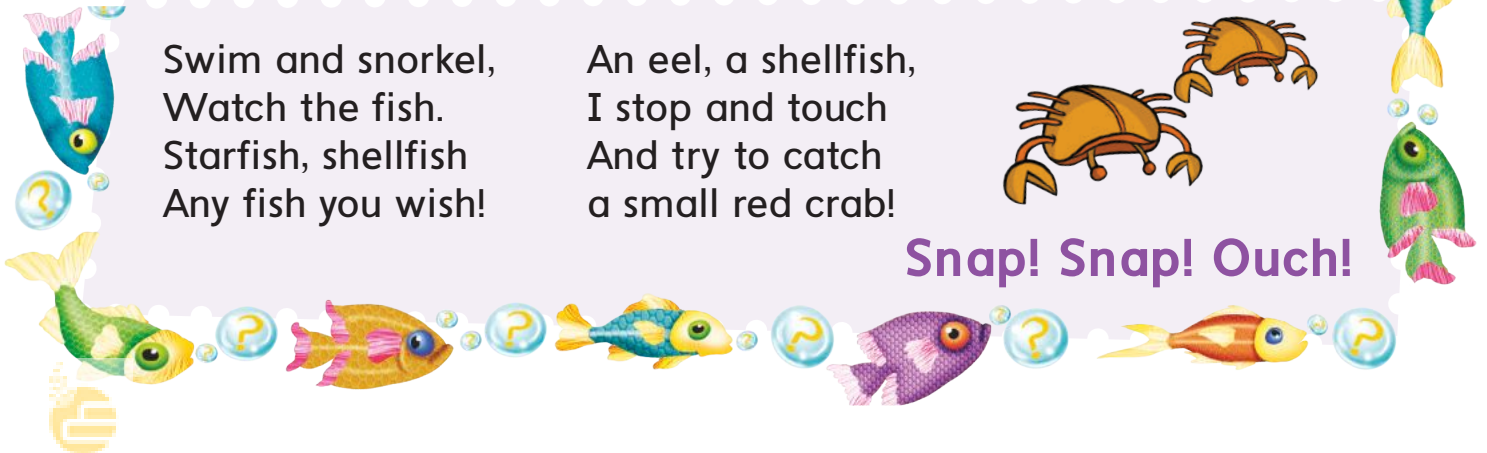 Swim and snorkel,
Watch the fish.
Starfish, shellfish
Any fish you wish!
An eel, a shellfish,
I stop and touch
And try to catch
a small red crab!
Snap! Snap! Ouch!
?
?
?
?
?
?
?
?